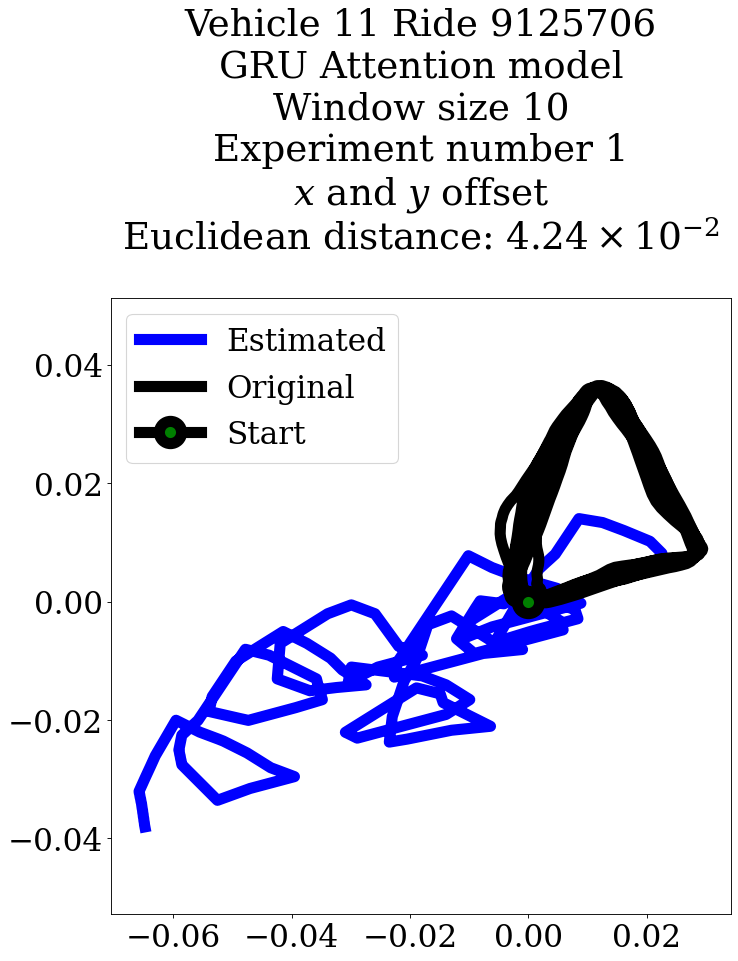 Vehicle 11 Ride 9125706
GRU Attention model
Window size 10
Experiment number 1
x and y offset
Euclidean distance: 4.24 × 10⁻²
Estimated
Original
Start
0.04
0.02
0.00
−0.02
−0.04
−0.06 −0.04 −0.02 0.00 0.02